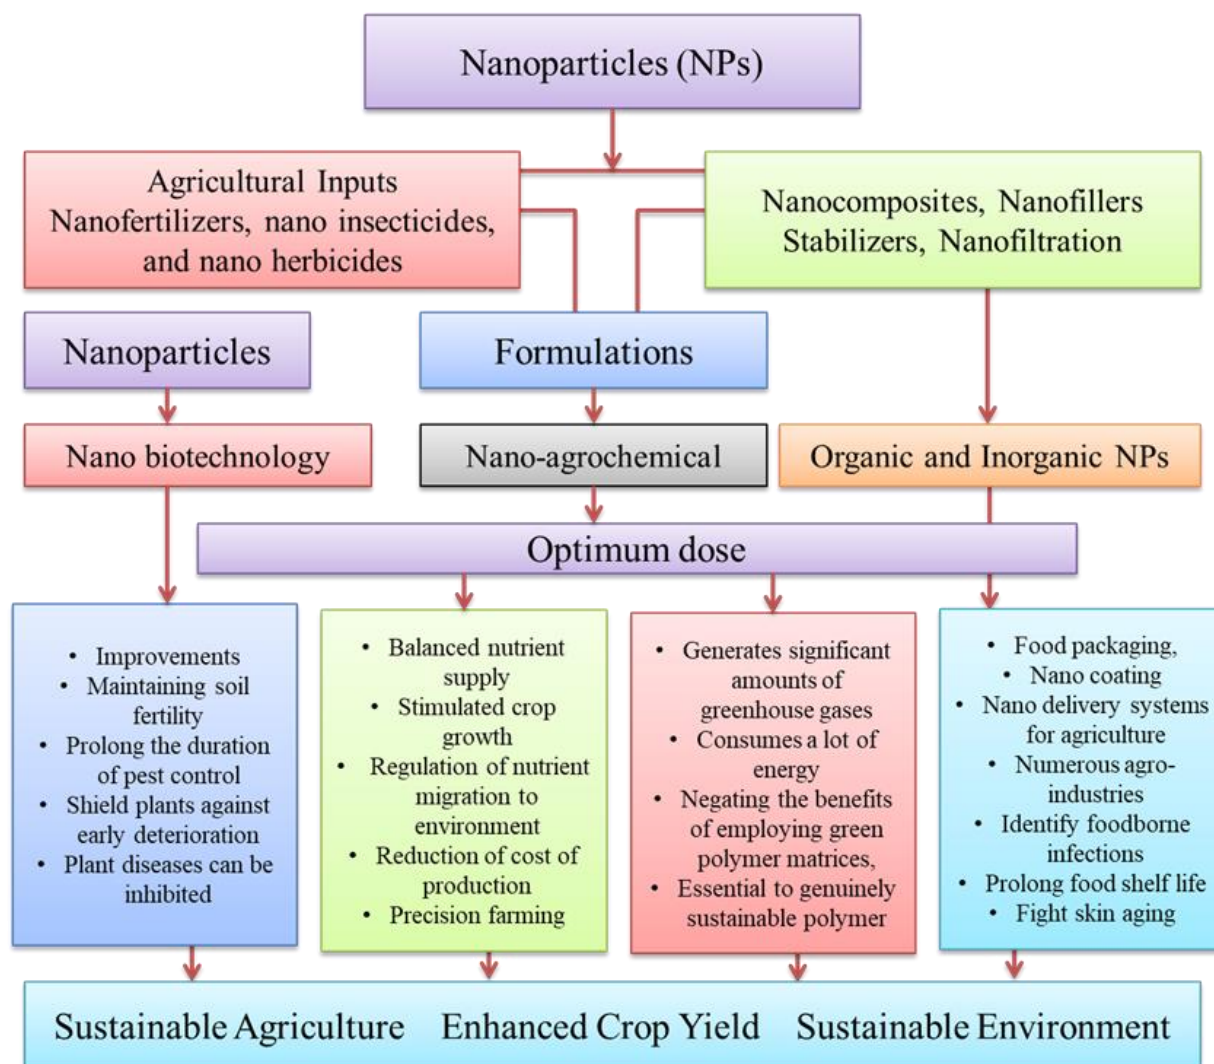 Nanoparticles (NPs)
Agricultural Inputs
Nanofertilizers, nano insecticides,
and nano herbicides
Nanocomposites, Nanofillers
Stabilizers, Nanofiltration
Nanoparticles
Formulations
Nano biotechnology
Nano-agrochemical
Organic and Inorganic NPs
Optimum dose
• Improvements
• Maintaining soil
fertility
• Prolong the duration
of pest control
• Shield plants against
early deterioration
• Plant diseases can be
inhibited
• Balanced nutrient
supply
• Stimulated crop
growth
• Regulation of nutrient
migration to
environment
• Reduction of cost of
production
• Precision farming
• Generates significant
amounts of
greenhouse gases
• Consumes a lot of
energy
• Negating the benefits
of employing green
polymer matrices,
• Essential to genuinely
sustainable polymer
• Food packaging,
• Nano coating
• Nano delivery systems
for agriculture
• Numerous agro-
industries
• Identify foodborne
infections
• Prolong food shelf life
• Fight skin aging
Sustainable Agriculture Enhanced Crop Yield Sustainable Environment